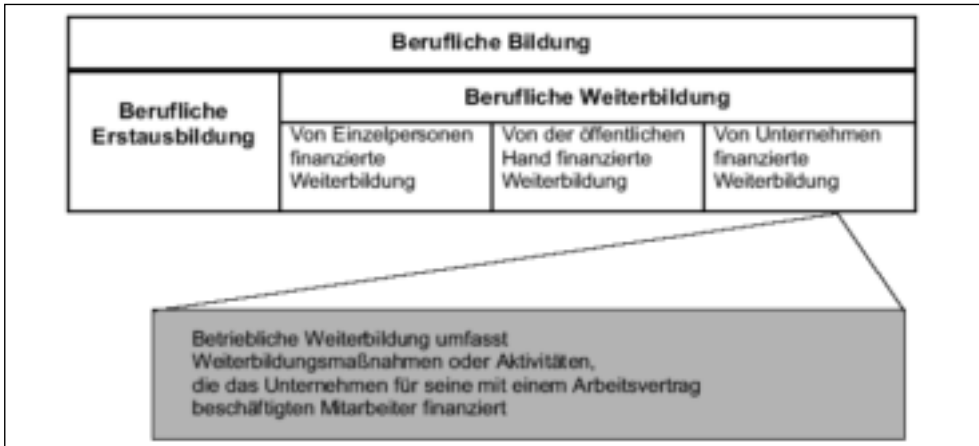 Berufliche Bildung
Berufliche
Erstausbildung
Berufliche Weiterbildung
Von Einzelpersonen
finanzierte
Weiterbildung
Von der öffentlichen
Hand finanzierte
Weiterbildung
Von Unternehmen
finanzierte
Weiterbildung
Betriebliche Weiterbildung umfasst
Weiterbildungsmaßnahmen oder Aktivitäten,
die das Unternehmen für seine mit einem Arbeitsvertrag
beschäftigten Mitarbeiter finanziert